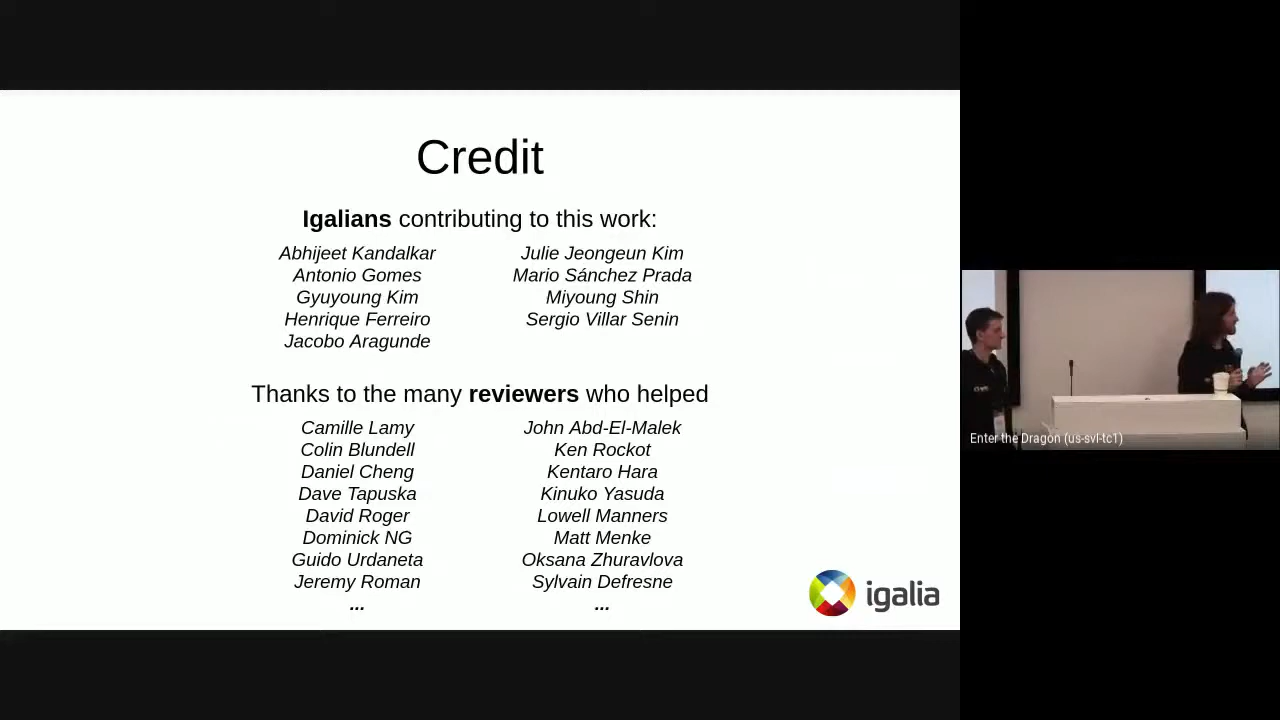 Credit
Igalians contributing to this work:
Abhijeet Kandalkar
Antonio Gomes
Gyuyoung Kim
Henrique Ferreiro
Jacobo Aragunde
Julie Jeongeun Kim
Mario Sánchez Prada
Miyoung Shin
Sergio Villar Senin
Thanks to the many reviewers who helped
Camille Lamy
Colin Blundell
Daniel Cheng
Dave Tapuska
David Roger
Dominick NG
Guido Urdaneta
Jeremy Roman
...
John Abd-El-Malek
Ken Rockot
Kentaro Hara
Kinuko Yasuda
Lowell Manners
Matt Menke
Oksana Zhuravlova
Sylvain Defresne
...
igalia
Enter the Dragon (us-svl-tc1)